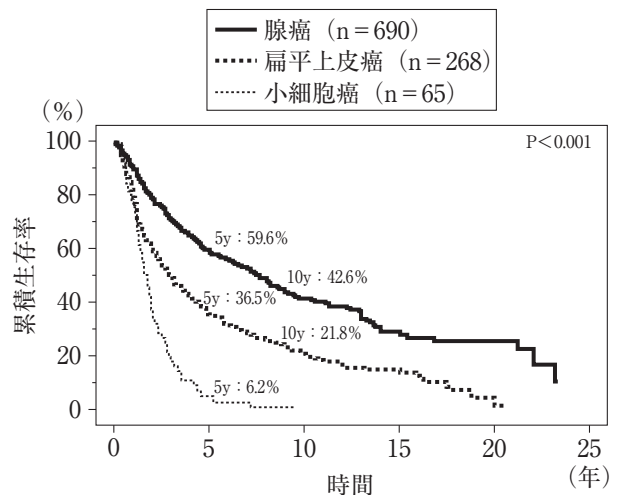 腺癌（n＝690）
扁平上皮癌（n＝268）
小細胞癌（n＝65）
（%）
100
80
60
40
20
0
累積生存率
P＜0.001
5y：59.6%
10y：42.6%
5y：36.5%
10y：21.8%
5y：6.2%
0 5 10 15 20 25
時間
（年）